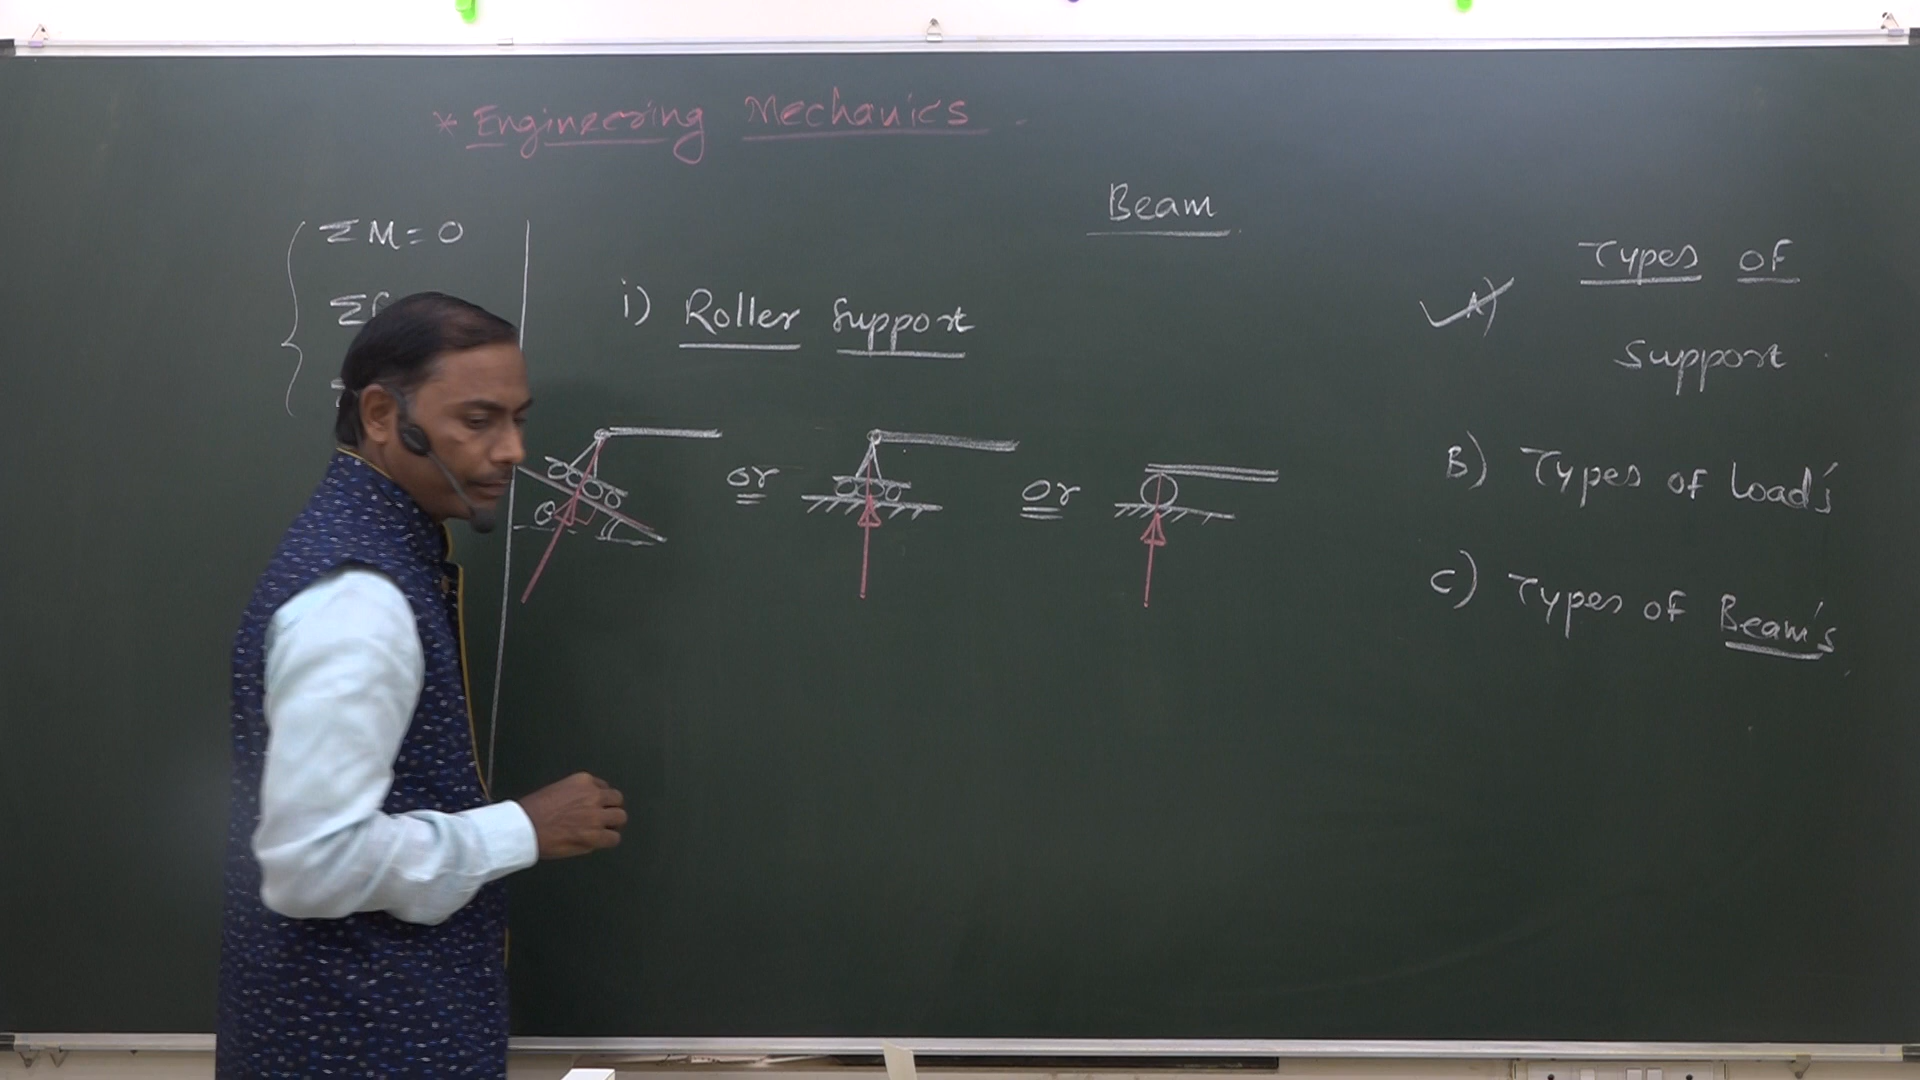 * Engineering Mechanics.
Beam
ΣM=0
Σ
i) Roller Support
or
or
θ
A) Types of
Support
B) Types of Load's
C) Types of Beam's